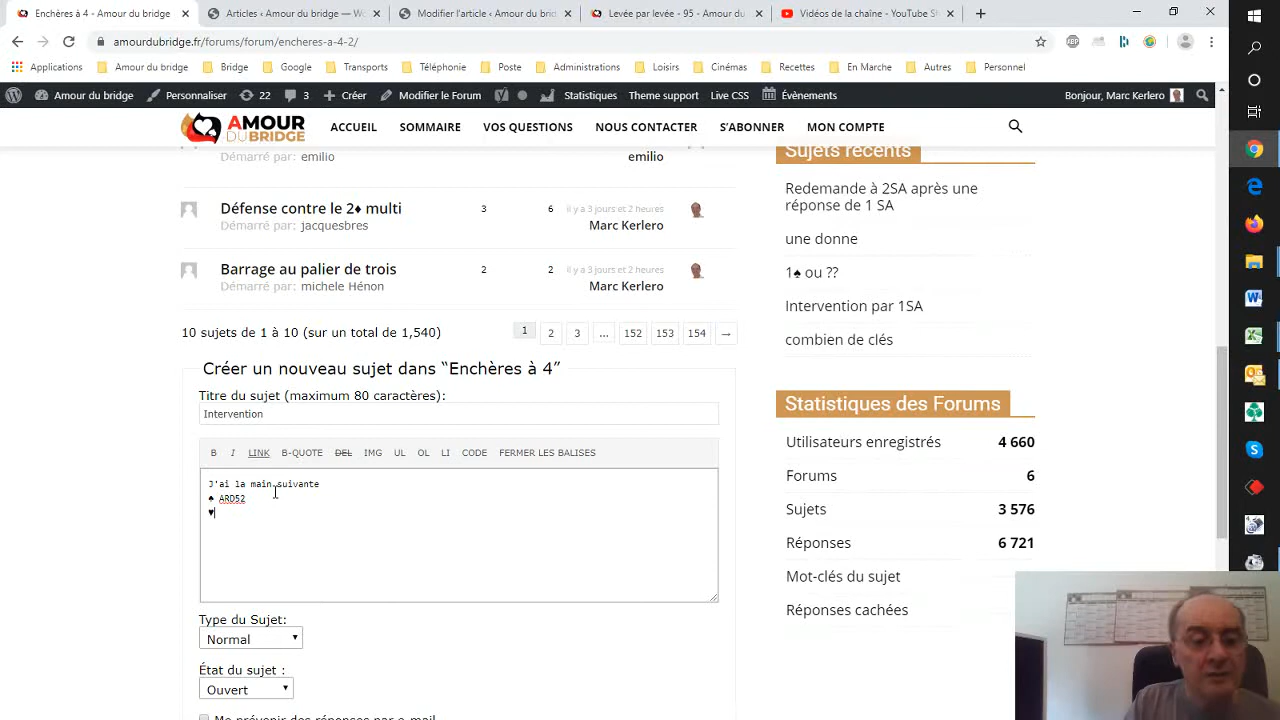 Enchères à 4 - Amour du bridge
Articles ‹ Amour du bridge — W
Modifier l'article ‹ Amour du brid
Levée par levée - 95 - Amour du
Vidéos de la chaîne - YouTube S
amourdubridge.fr/forums/forum/encheres-a-4-2/
ABP
Applications
Amour du bridge
Bridge
Google
Transports
Téléphonie
Poste
Administrations
Loisirs
Cinémas
Recettes
En Marche
Autres
Personnel
Amour du bridge
Personnaliser
22
3
Créer
Modifier le Forum
Statistiques
Theme support
Live CSS
Évènements
Bonjour, Marc Kerlero
AMOUR
DUBRIDGE
ACCUEIL
SOMMAIRE
VOS QUESTIONS
NOUS CONTACTER
S'ABONNER
MON COMPTE
Démarré par: emilio
emilio
Défense contre le 2♦ multi
3
6
il y a 3 jours et 2 heures
Démarré par: jacquesbres
Marc Kerlero
Barrage au palier de trois
2
2
il y a 3 jours et 2 heures
Démarré par: michele Hénon
Marc Kerlero
10 sujets de 1 à 10 (sur un total de 1,540)
1
2
3
...
152
153
154
→
Créer un nouveau sujet dans “Enchères à 4”
Titre du sujet (maximum 80 caractères):
Intervention
B
I
LINK
B-QUOTE
DEL
IMG
UL
OL
LI
CODE
FERMER LES BALISES
J'ai la main suivante
♠ ARD52
♥
Type du Sujet:
Normal
État du sujet :
Ouvert
Me prévenir des réponses par e-mail
Sujets récents
Redemande à 2SA après une
réponse de 1 SA
une donne
1♠ ou ??
Intervention par 1SA
combien de clés
Statistiques des Forums
Utilisateurs enregistrés
4 660
Forums
6
Sujets
3 576
Réponses
6 721
Mot-clés du sujet
Réponses cachées